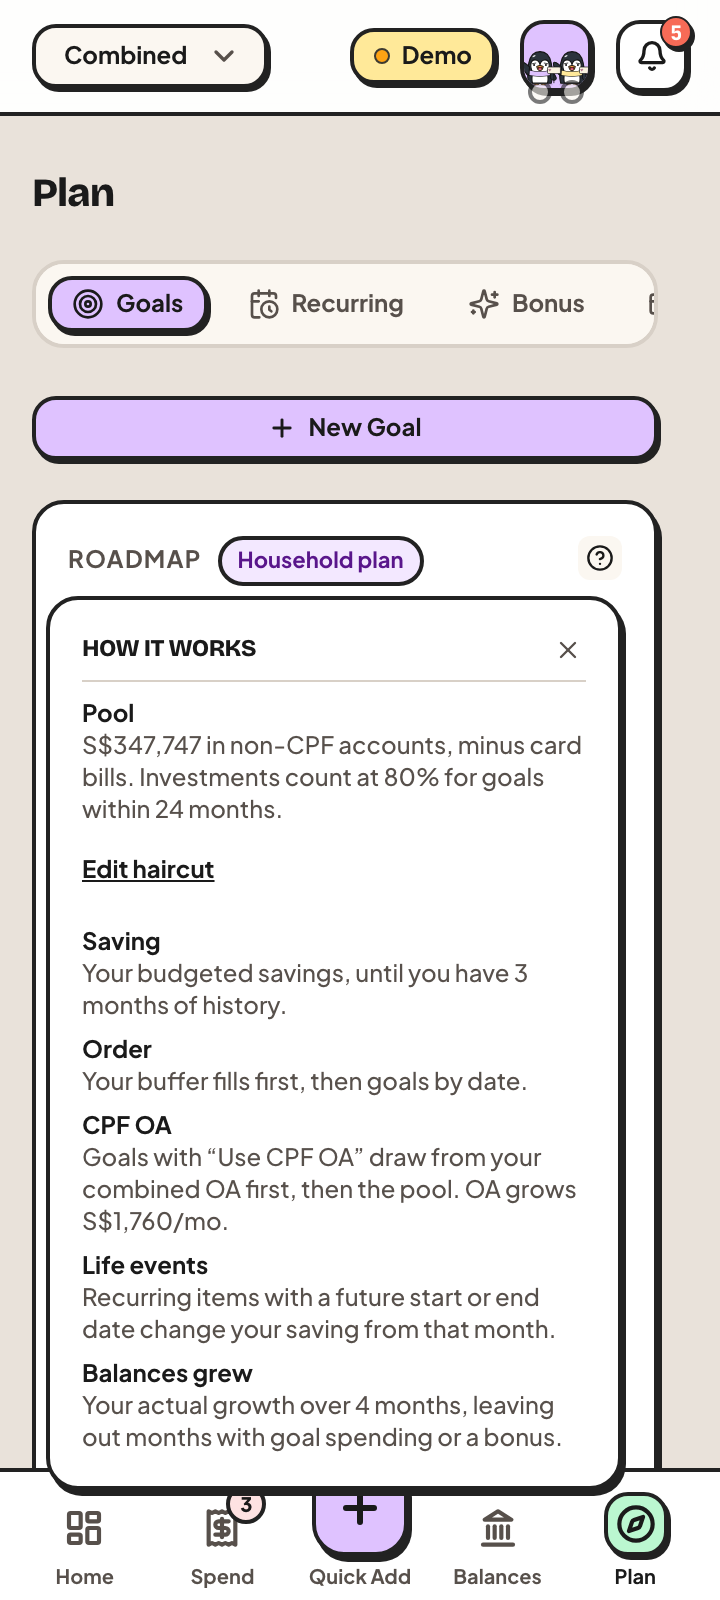 Combined
Demo
5
Plan
Goals
Recurring
Bonus
New Goal
ROADMAP
Household plan
HOW IT WORKS
Pool
S$347,747 in non-CPF accounts, minus card
bills. Investments count at 80% for goals
within 24 months.
Edit haircut
Saving
Your budgeted savings, until you have 3
months of history.
Order
Your buffer fills first, then goals by date.
CPF OA
Goals with “Use CPF OA” draw from your
combined OA first, then the pool. OA grows
S$1,760/mo.
Life events
Recurring items with a future start or end
date change your saving from that month.
Balances grew
Your actual growth over 4 months, leaving
out months with goal spending or a bonus.
3
Home
Spend
Quick Add
Balances
Plan